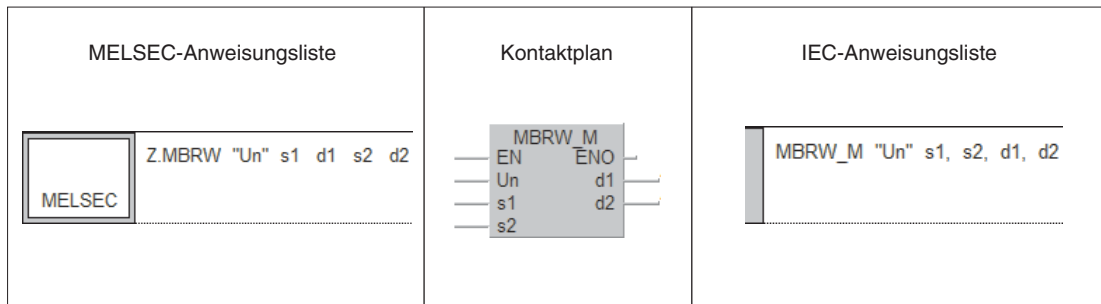 MELSEC-Anweisungsliste
MELSEC
Z.MBRW "Un" s1 d1 s2 d2
Kontaktplan
MBRW_M
EN ENO
Un d1
s1 d2
s2
IEC-Anweisungsliste
MBRW_M "Un" s1, s2, d1, d2